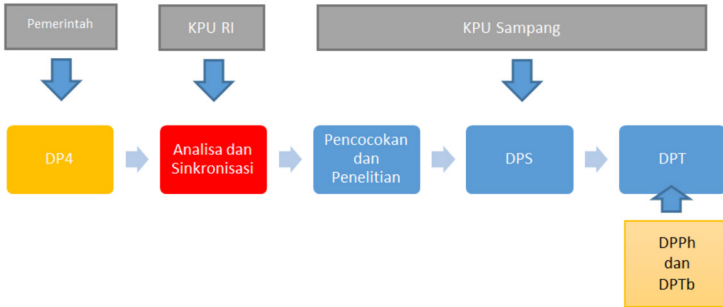 Pemerintah
KPU RI
KPU Sampang
DP4
Analisa dan
Sinkronisasi
Pencocokan
dan
Penelitian
DPS
DPT
DPPh
dan
DPTb